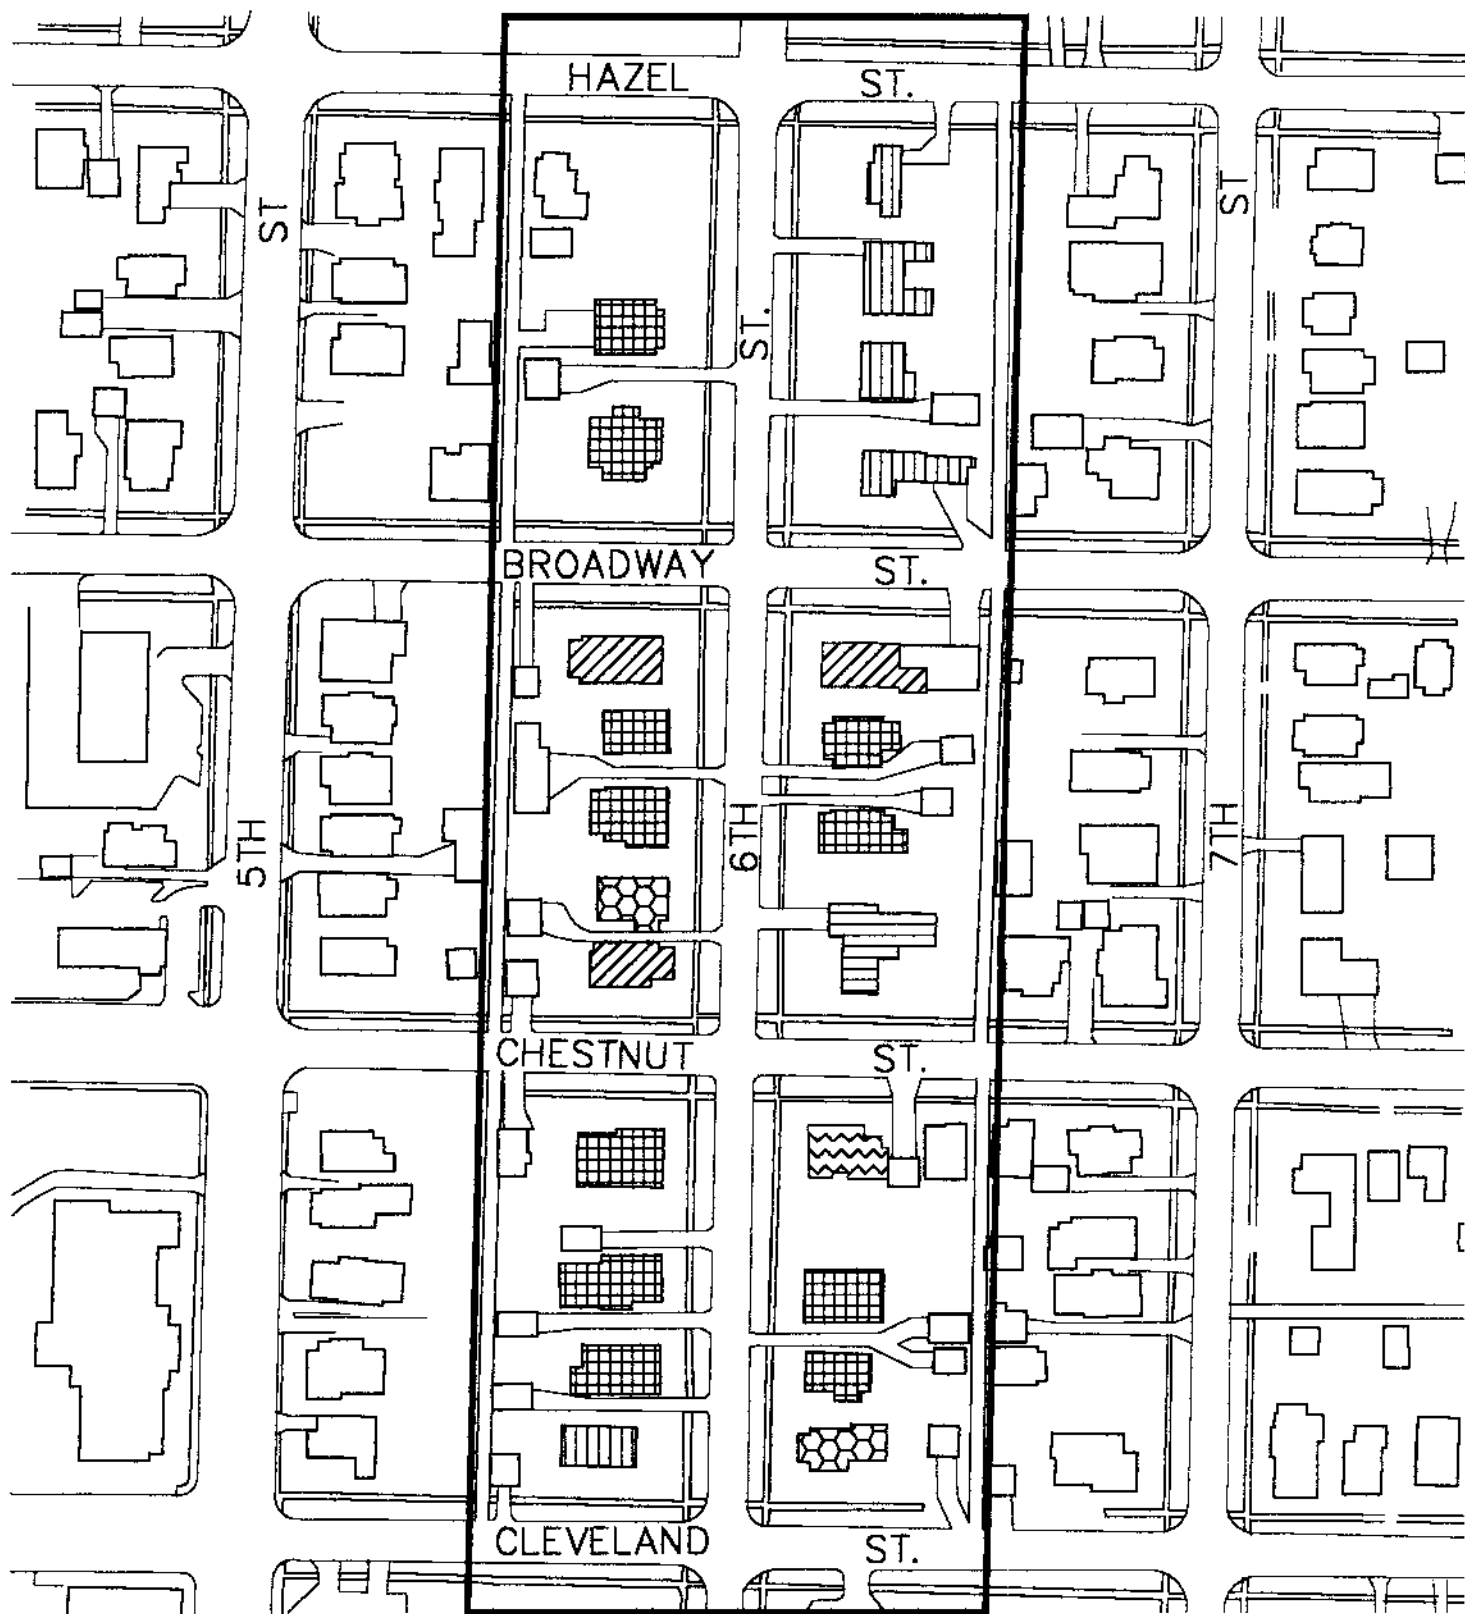 HAZEL ST.
ST
ST
ST.
BROADWAY ST.
5TH
6TH
7TH
CHESTNUT ST.
CLEVELAND ST.